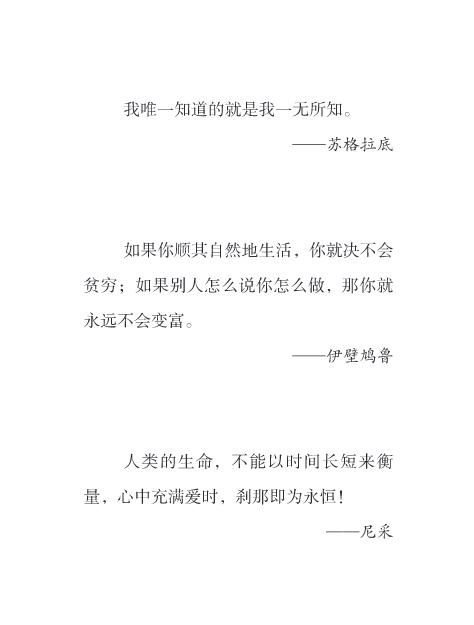 我唯一知道的就是我一无所知。
——苏格拉底
如果你顺其自然地生活，你就决不会
贫穷；如果别人怎么说你怎么做，那你就
永远不会变富。
——伊壁鸠鲁
人类的生命，不能以时间长短来衡
量，心中充满爱时，刹那即为永恒！
——尼采